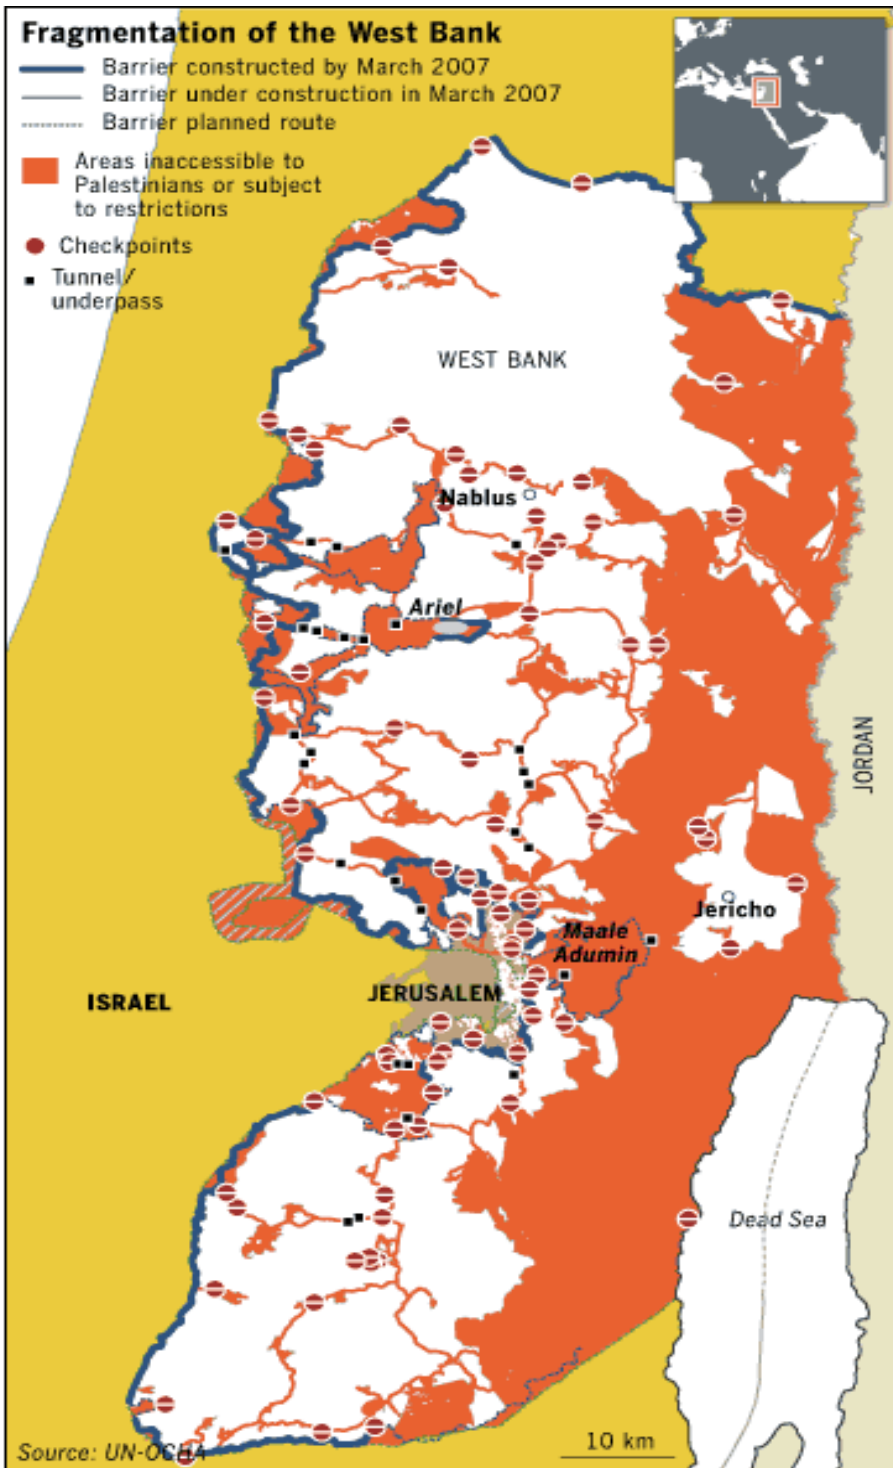 Fragmentation of the West Bank
Barrier constructed by March 2007
Barrier under construction in March 2007
Barrier planned route
Areas inaccessible to
Palestinians or subject
to restrictions
Checkpoints
Tunnel/
underpass
WEST BANK
Nablus
Ariel
JORDAN
Jericho
Maale
Adumin
ISRAEL
JERUSALEM
Dead Sea
10 km
Source: UN-OCHA